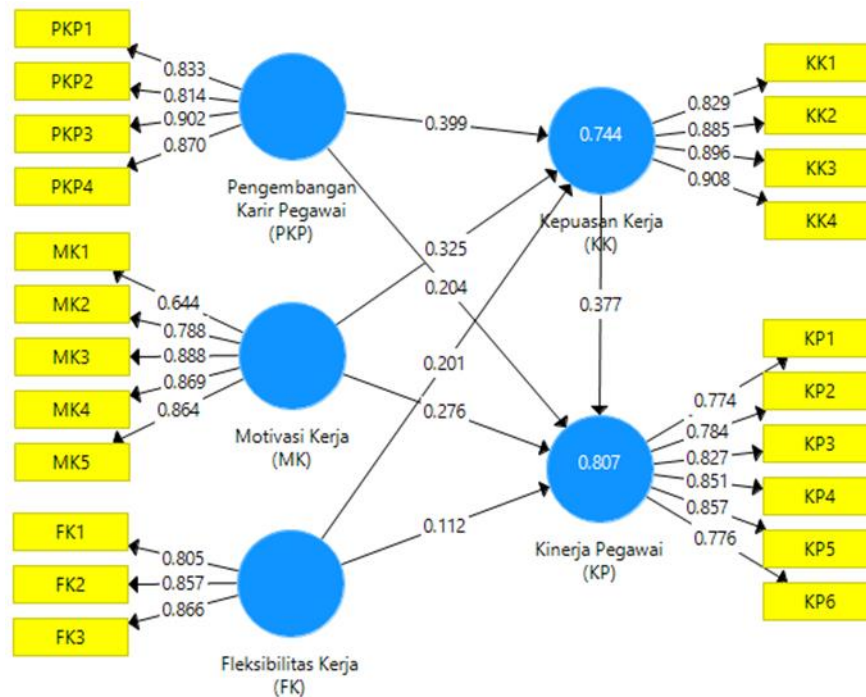 PKP1
PKP2
PKP3
PKP4
0.833
0.814
0.902
0.870
Pengembangan
Karir Pegawai
(PKP)
MK1
MK2
MK3
MK4
MK5
0.644
0.788
0.888
0.869
0.864
Motivasi Kerja
(MK)
FK1
FK2
FK3
0.805
0.857
0.866
Fleksibilitas Kerja
(FK)
0.399
0.325
0.204
0.201
0.276
0.112
0.377
0.744
Kepuasan Kerja
(KK)
0.829
0.885
0.896
0.908
KK1
KK2
KK3
KK4
0.807
Kinerja Pegawai
(KP)
0.774
0.784
0.827
0.851
0.857
0.776
KP1
KP2
KP3
KP4
KP5
KP6